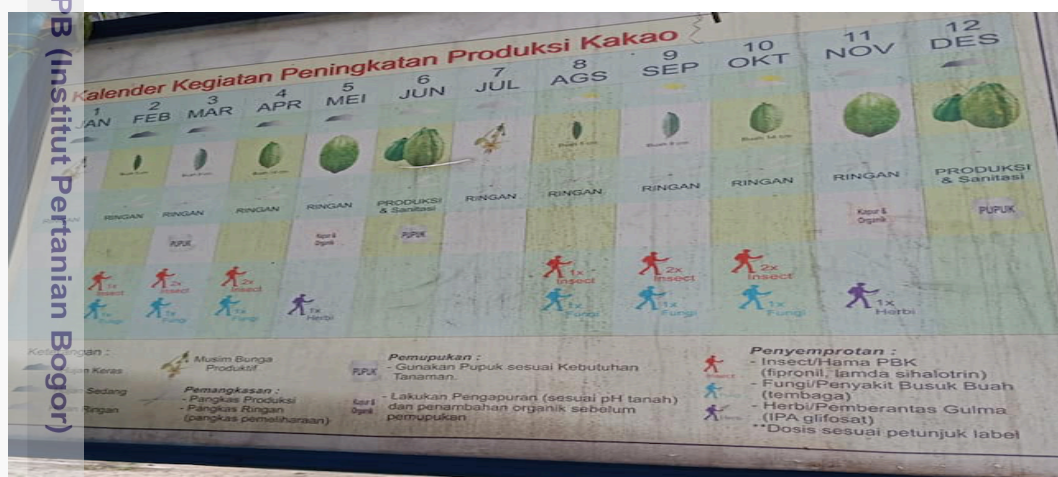 PB (Institut Pertanian Bogor)
Kalender Kegiatan Peningkatan Produksi Kakao
1 2 3 4 5 6 7 8 9 10 11 12
JAN FEB MAR APR MEI JUN JUL AGS SEP OKT NOV DES
RINGAN RINGAN RINGAN RINGAN PRODUKSI & Sanitasi RINGAN RINGAN RINGAN RINGAN RINGAN PRODUKSI & Sanitasi
PUPUK Kapur & Organik PUPUK Kapur & Organik PUPUK
1x Insect 2x Insect 2x Insect 1x Insect 2x Insect 2x Insect
1x Fungi 1x Fungi 1x Fungi 1x Herbi 1x Fungi 1x Fungi 1x Fungi 1x Herbi
Keterangan :
Keras
Sedang
Ringan
Musim Bunga
Produktif
Pemangkasan :
- Pangkas Produksi
- Pangkas Ringan
(pangkas pemeliharaan)
Pemupukan :
PUPUK - Gunakan Pupuk sesuai Kebutuhan
Tanaman.
Kapur & Organik - Lakukan Pengapuran (sesuai pH tanah)
dan penambahan organik sebelum
pemupukan
Penyemprotan :
Insect - Insect/Hama PBK
(fipronil, lamda sihalotrin)
- Fungi/Penyakit Busuk Buah
(tembaga)
- Herbi/Pemberantas Gulma
(IPA glifosat)
**Dosis sesuai petunjuk label